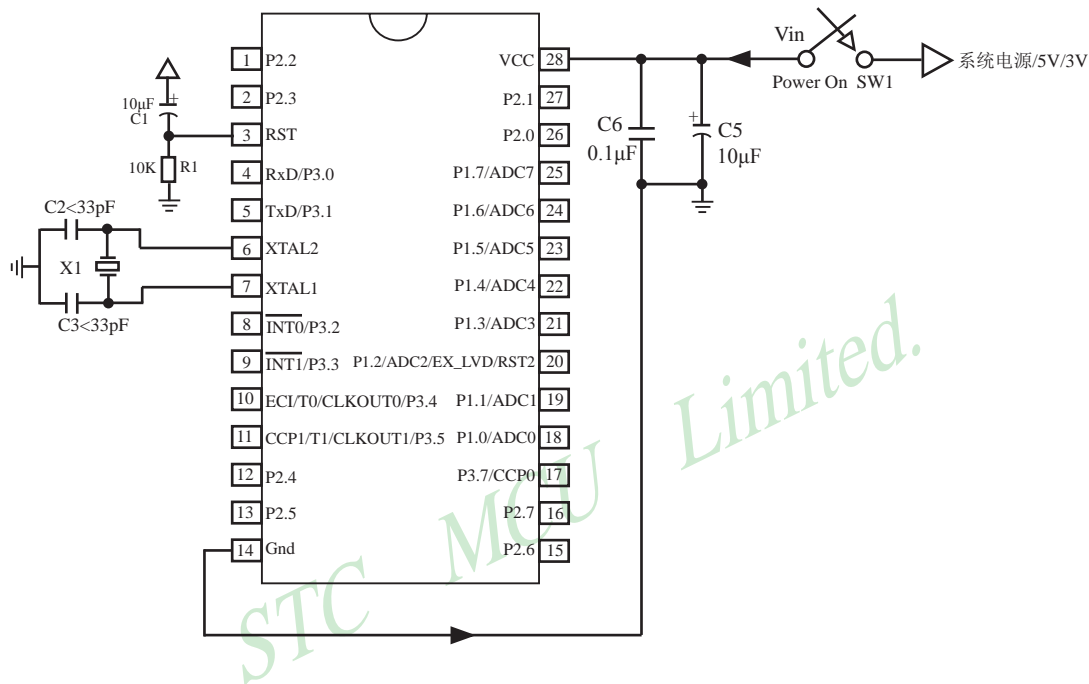 Vin
VCC 28
系统电源/5V/3V
Power On SW1
1 P2.2
P2.1 27
10μF +
C1
2 P2.3
P2.0 26
3 RST
C6
0.1μF
+ C5
10μF
10K R1
4 RxD/P3.0
P1.7/ADC7 25
C2<33pF
5 TxD/P3.1
P1.6/ADC6 24
6 XTAL2
P1.5/ADC5 23
X1
7 XTAL1
P1.4/ADC4 22
C3<33pF
8 INT0/P3.2
P1.3/ADC3 21
9 INT1/P3.3
P1.2/ADC2/EX_LVD/RST2 20
10 ECI/T0/CLKOUT0/P3.4
P1.1/ADC1 19
11 CCP1/T1/CLKOUT1/P3.5
P1.0/ADC0 18
12 P2.4
P3.7/CCP0 17
13 P2.5
P2.7 16
14 Gnd
P2.6 15
STC MCU Limited.